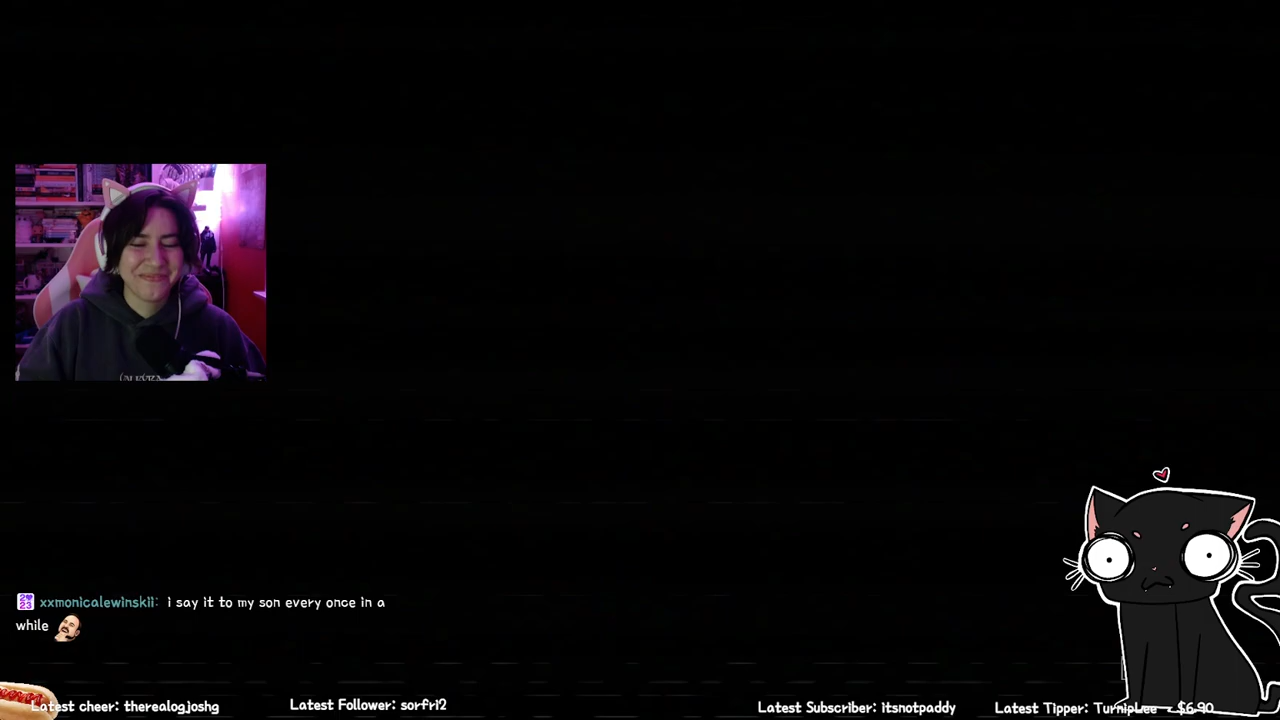 xxmonicalewinskii: i say it to my son every once in a
while
Latest cheer: therealogjoshg
Latest Follower: sorfri2
Latest Subscriber: itsnotpaddy
Latest Tipper: TurnipLee - $6.90